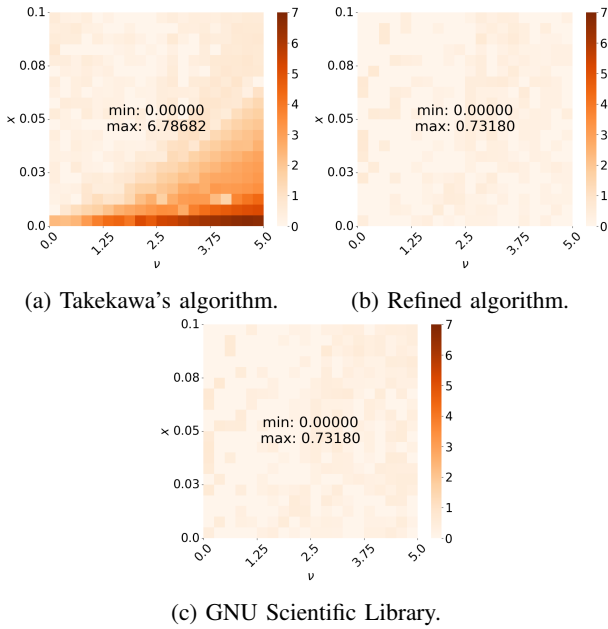 0.1
0.08
0.05
0.03
0.0
x
min: 0.00000
max: 6.78682
0.0 1.25 2.5 3.75 5.0
ν
7
6
5
4
3
2
1
0
(a) Takekawa's algorithm.
0.1
0.08
0.05
0.03
0.0
x
min: 0.00000
max: 0.73180
0.0 1.25 2.5 3.75 5.0
ν
7
6
5
4
3
2
1
0
(b) Refined algorithm.
0.1
0.08
0.05
0.03
0.0
x
min: 0.00000
max: 0.73180
0.0 1.25 2.5 3.75 5.0
ν
7
6
5
4
3
2
1
0
(c) GNU Scientific Library.